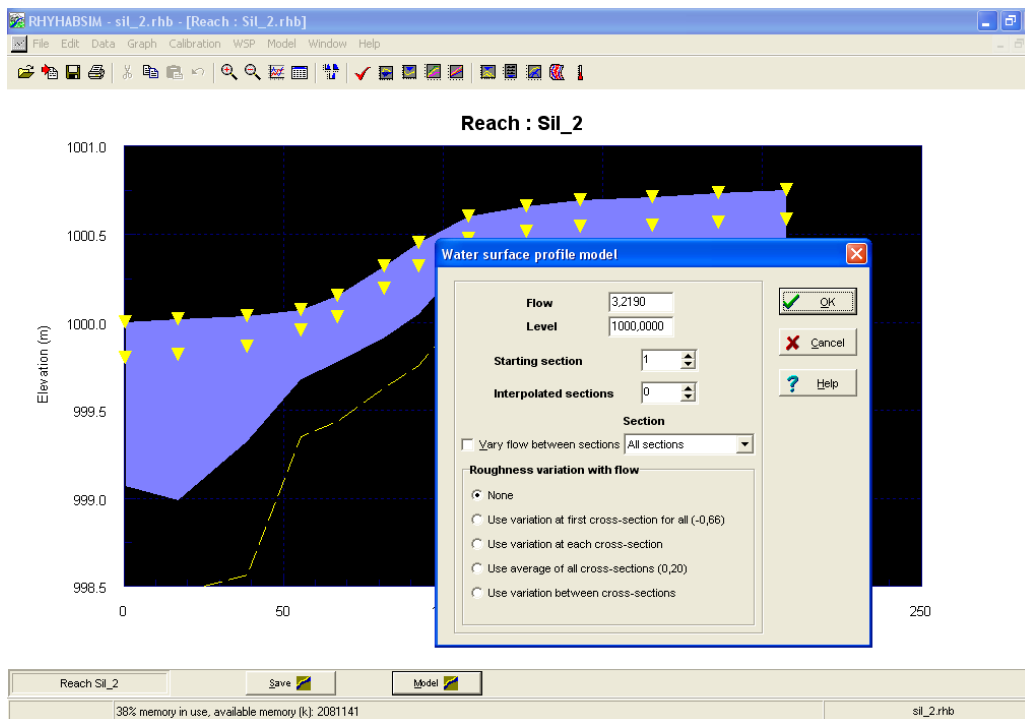 RHYHABSIM - sil_2.rhb - [Reach : Sil_2.rhb]
File Edit Data Graph Calibration WSP Model Window Help
Reach : Sil_2
1001.0
1000.5
1000.0
999.5
999.0
998.5
Elevation (m)
0 50 250
Water surface profile model
Flow 3,2190
Level 1000,0000
Starting section 1
Interpolated sections 0
Section
Vary flow between sections All sections
Roughness variation with flow
None
Use variation at first cross-section for all (-0,66)
Use variation at each cross-section
Use average of all cross-sections (0,20)
Use variation between cross-sections
OK
Cancel
Help
Reach Sil_2 Save Model
38% memory in use, available memory (k): 2081141 sil_2.rhb